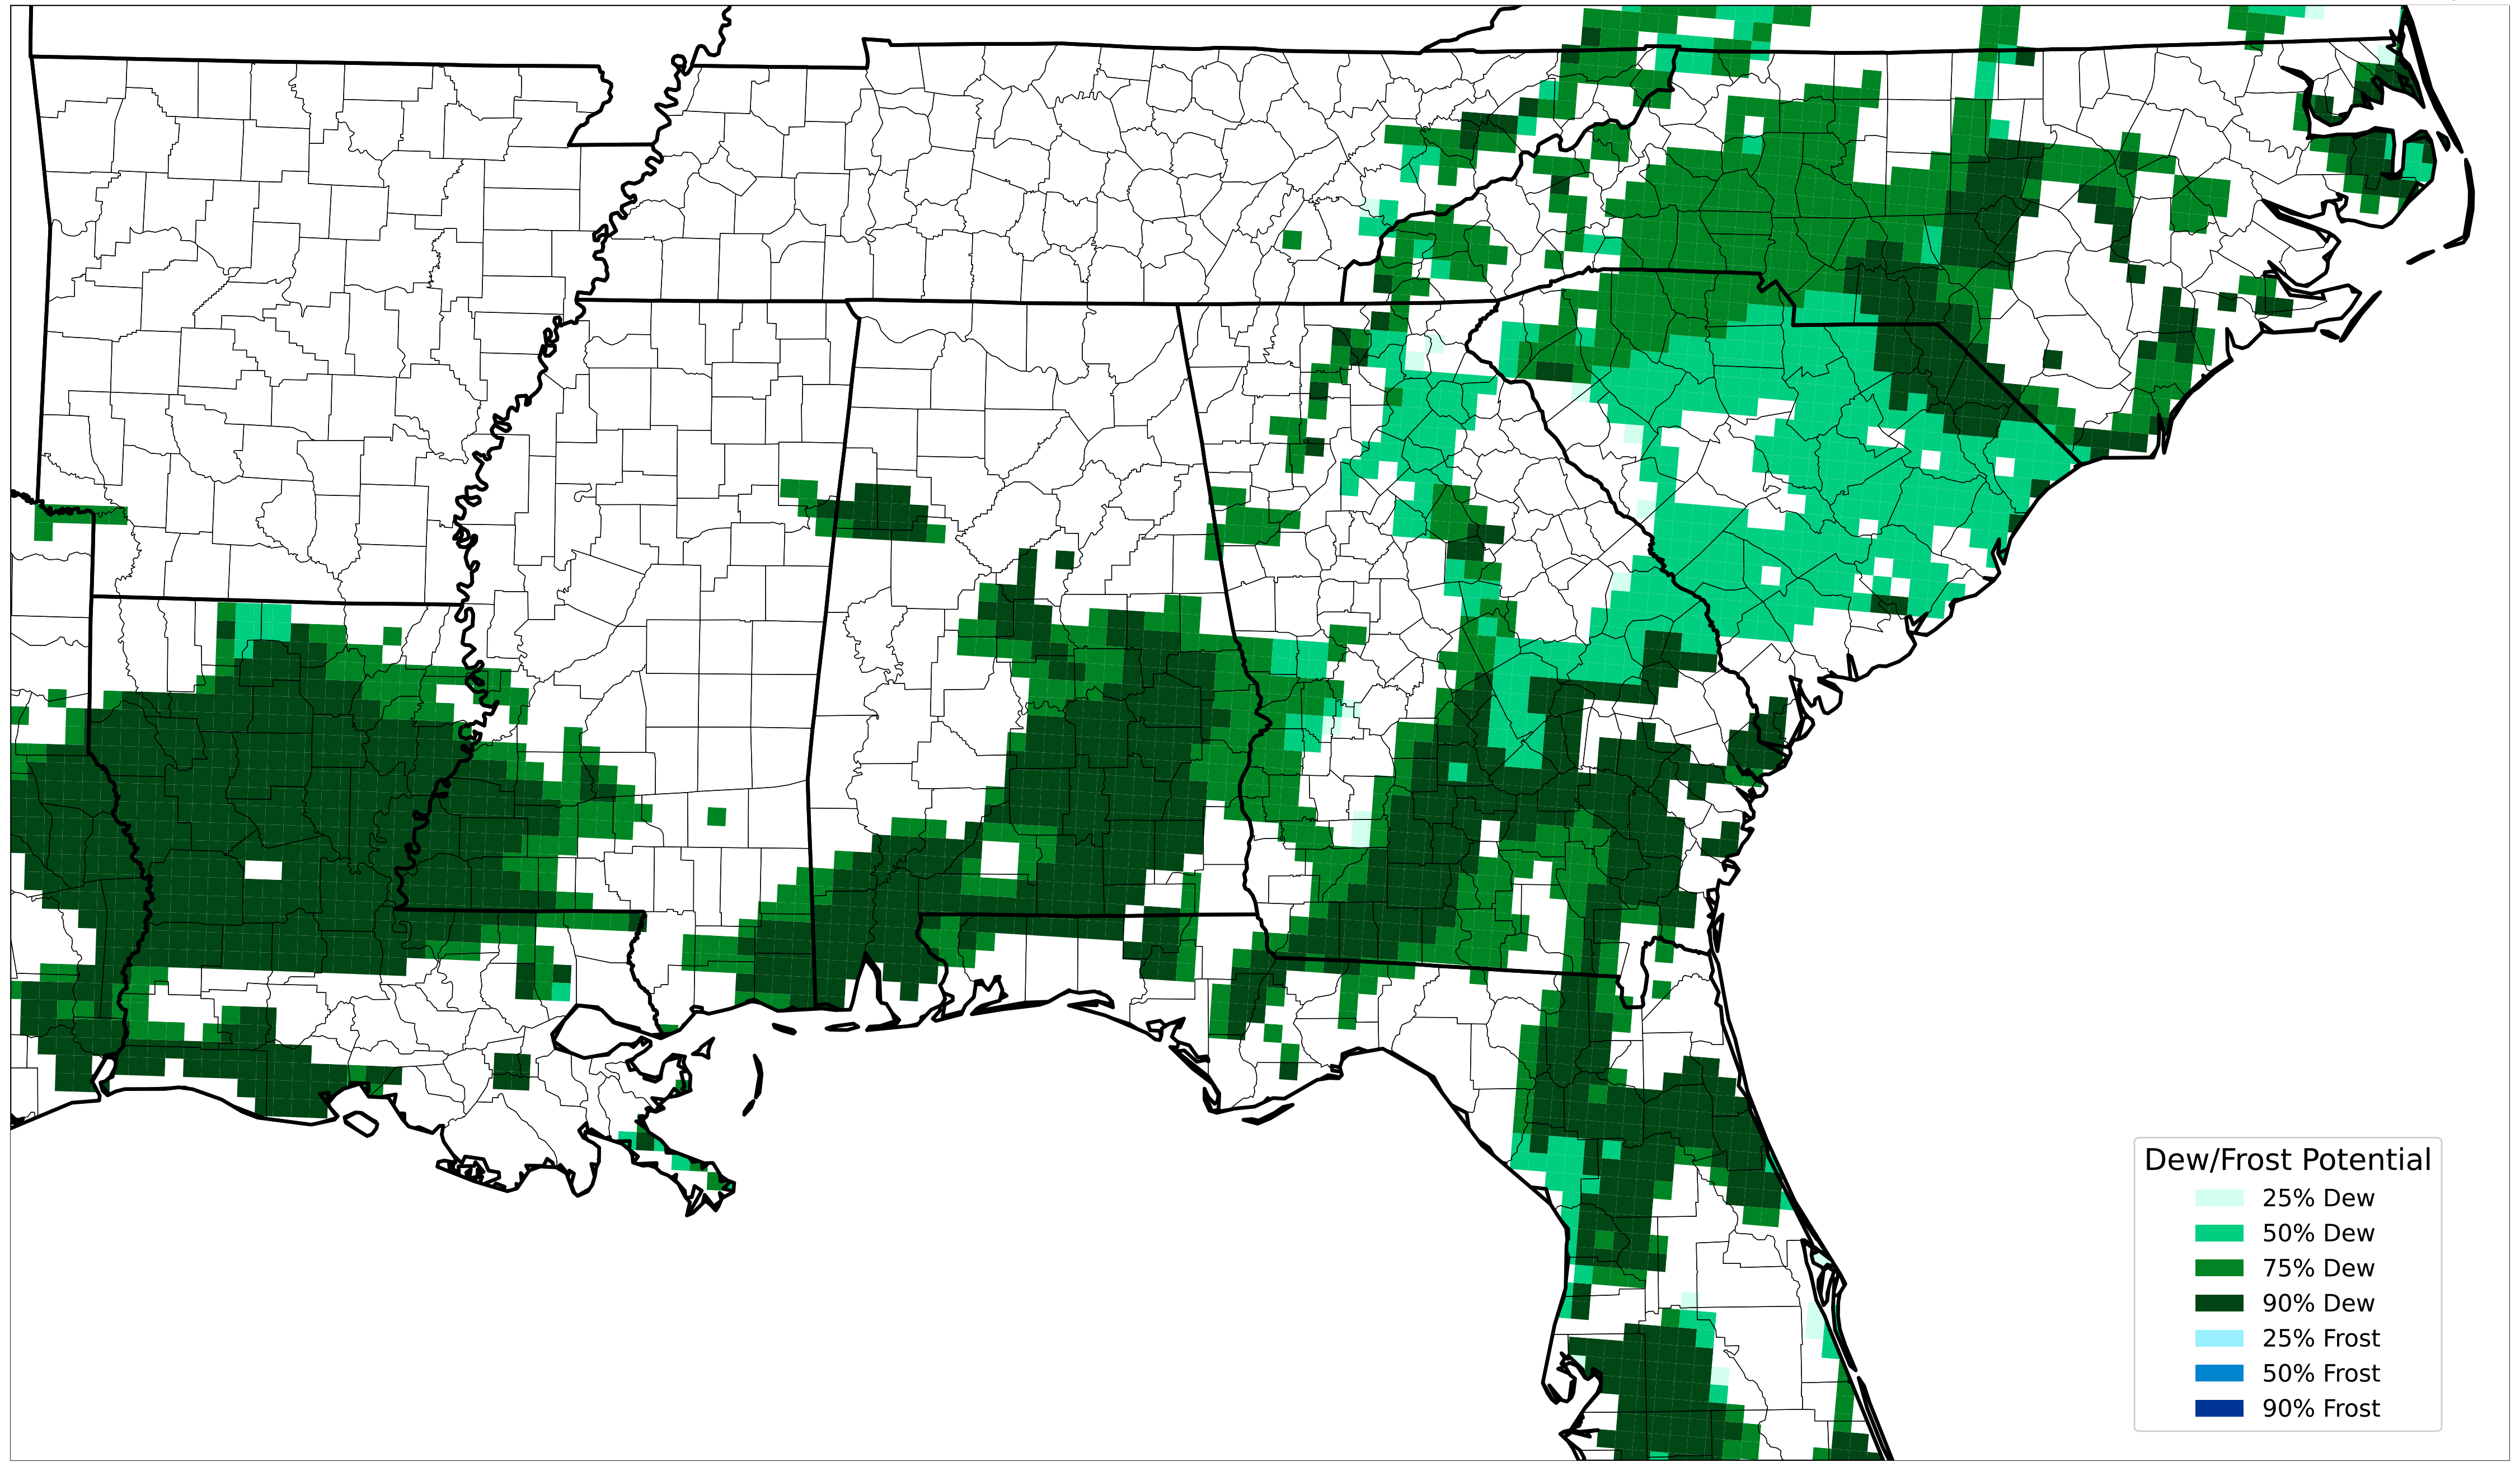 Dew/Frost Potential
25% Dew
50% Dew
75% Dew
90% Dew
25% Frost
50% Frost
90% Frost